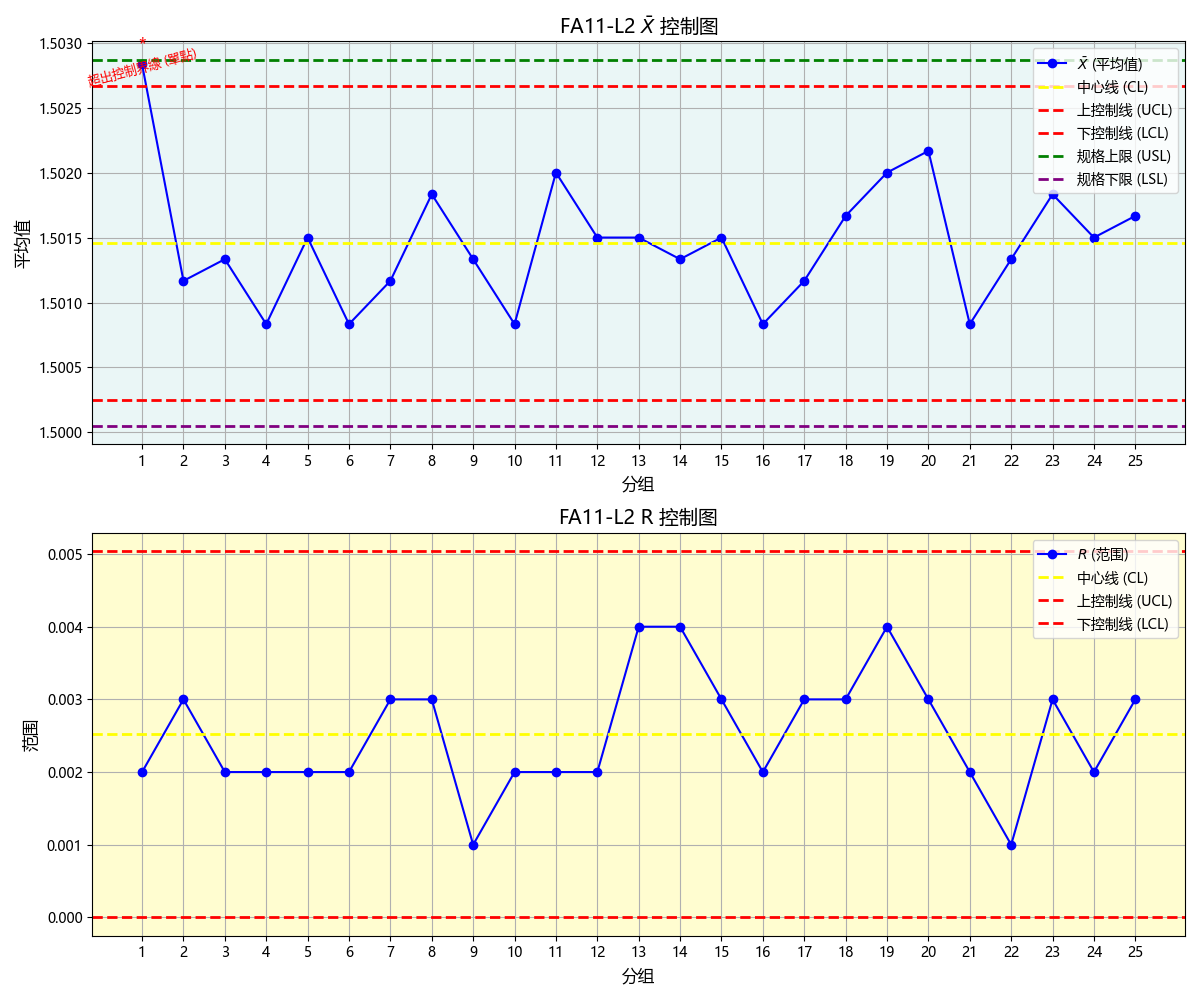 FA11-L2 X̄ 控制图
*
超出控制界線 (單點)
1.5030
1.5025
1.5020
1.5015
1.5010
1.5005
1.5000
平均值
X̄ (平均值)
中心线 (CL)
上控制线 (UCL)
下控制线 (LCL)
规格上限 (USL)
规格下限 (LSL)
1 2 3 4 5 6 7 8 9 10 11 12 13 14 15 16 17 18 19 20 21 22 23 24 25
分组
FA11-L2 R 控制图
0.005
0.004
0.003
0.002
0.001
0.000
范围
R (范围)
中心线 (CL)
上控制线 (UCL)
下控制线 (LCL)
1 2 3 4 5 6 7 8 9 10 11 12 13 14 15 16 17 18 19 20 21 22 23 24 25
分组